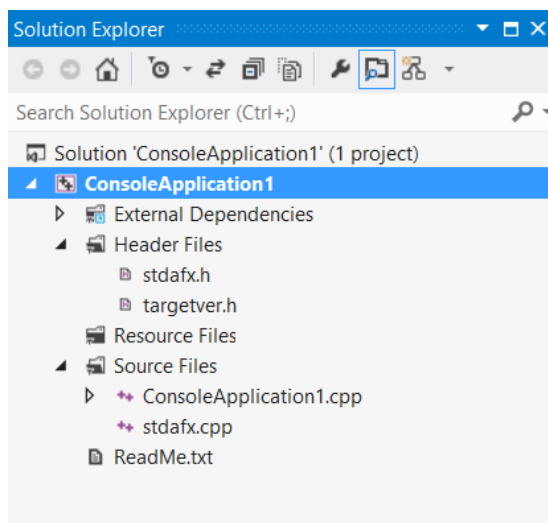 Solution Explorer
Search Solution Explorer (Ctrl+;)
Solution 'ConsoleApplication1' (1 project)
ConsoleApplication1
External Dependencies
Header Files
stdafx.h
targetver.h
Resource Files
Source Files
ConsoleApplication1.cpp
stdafx.cpp
ReadMe.txt